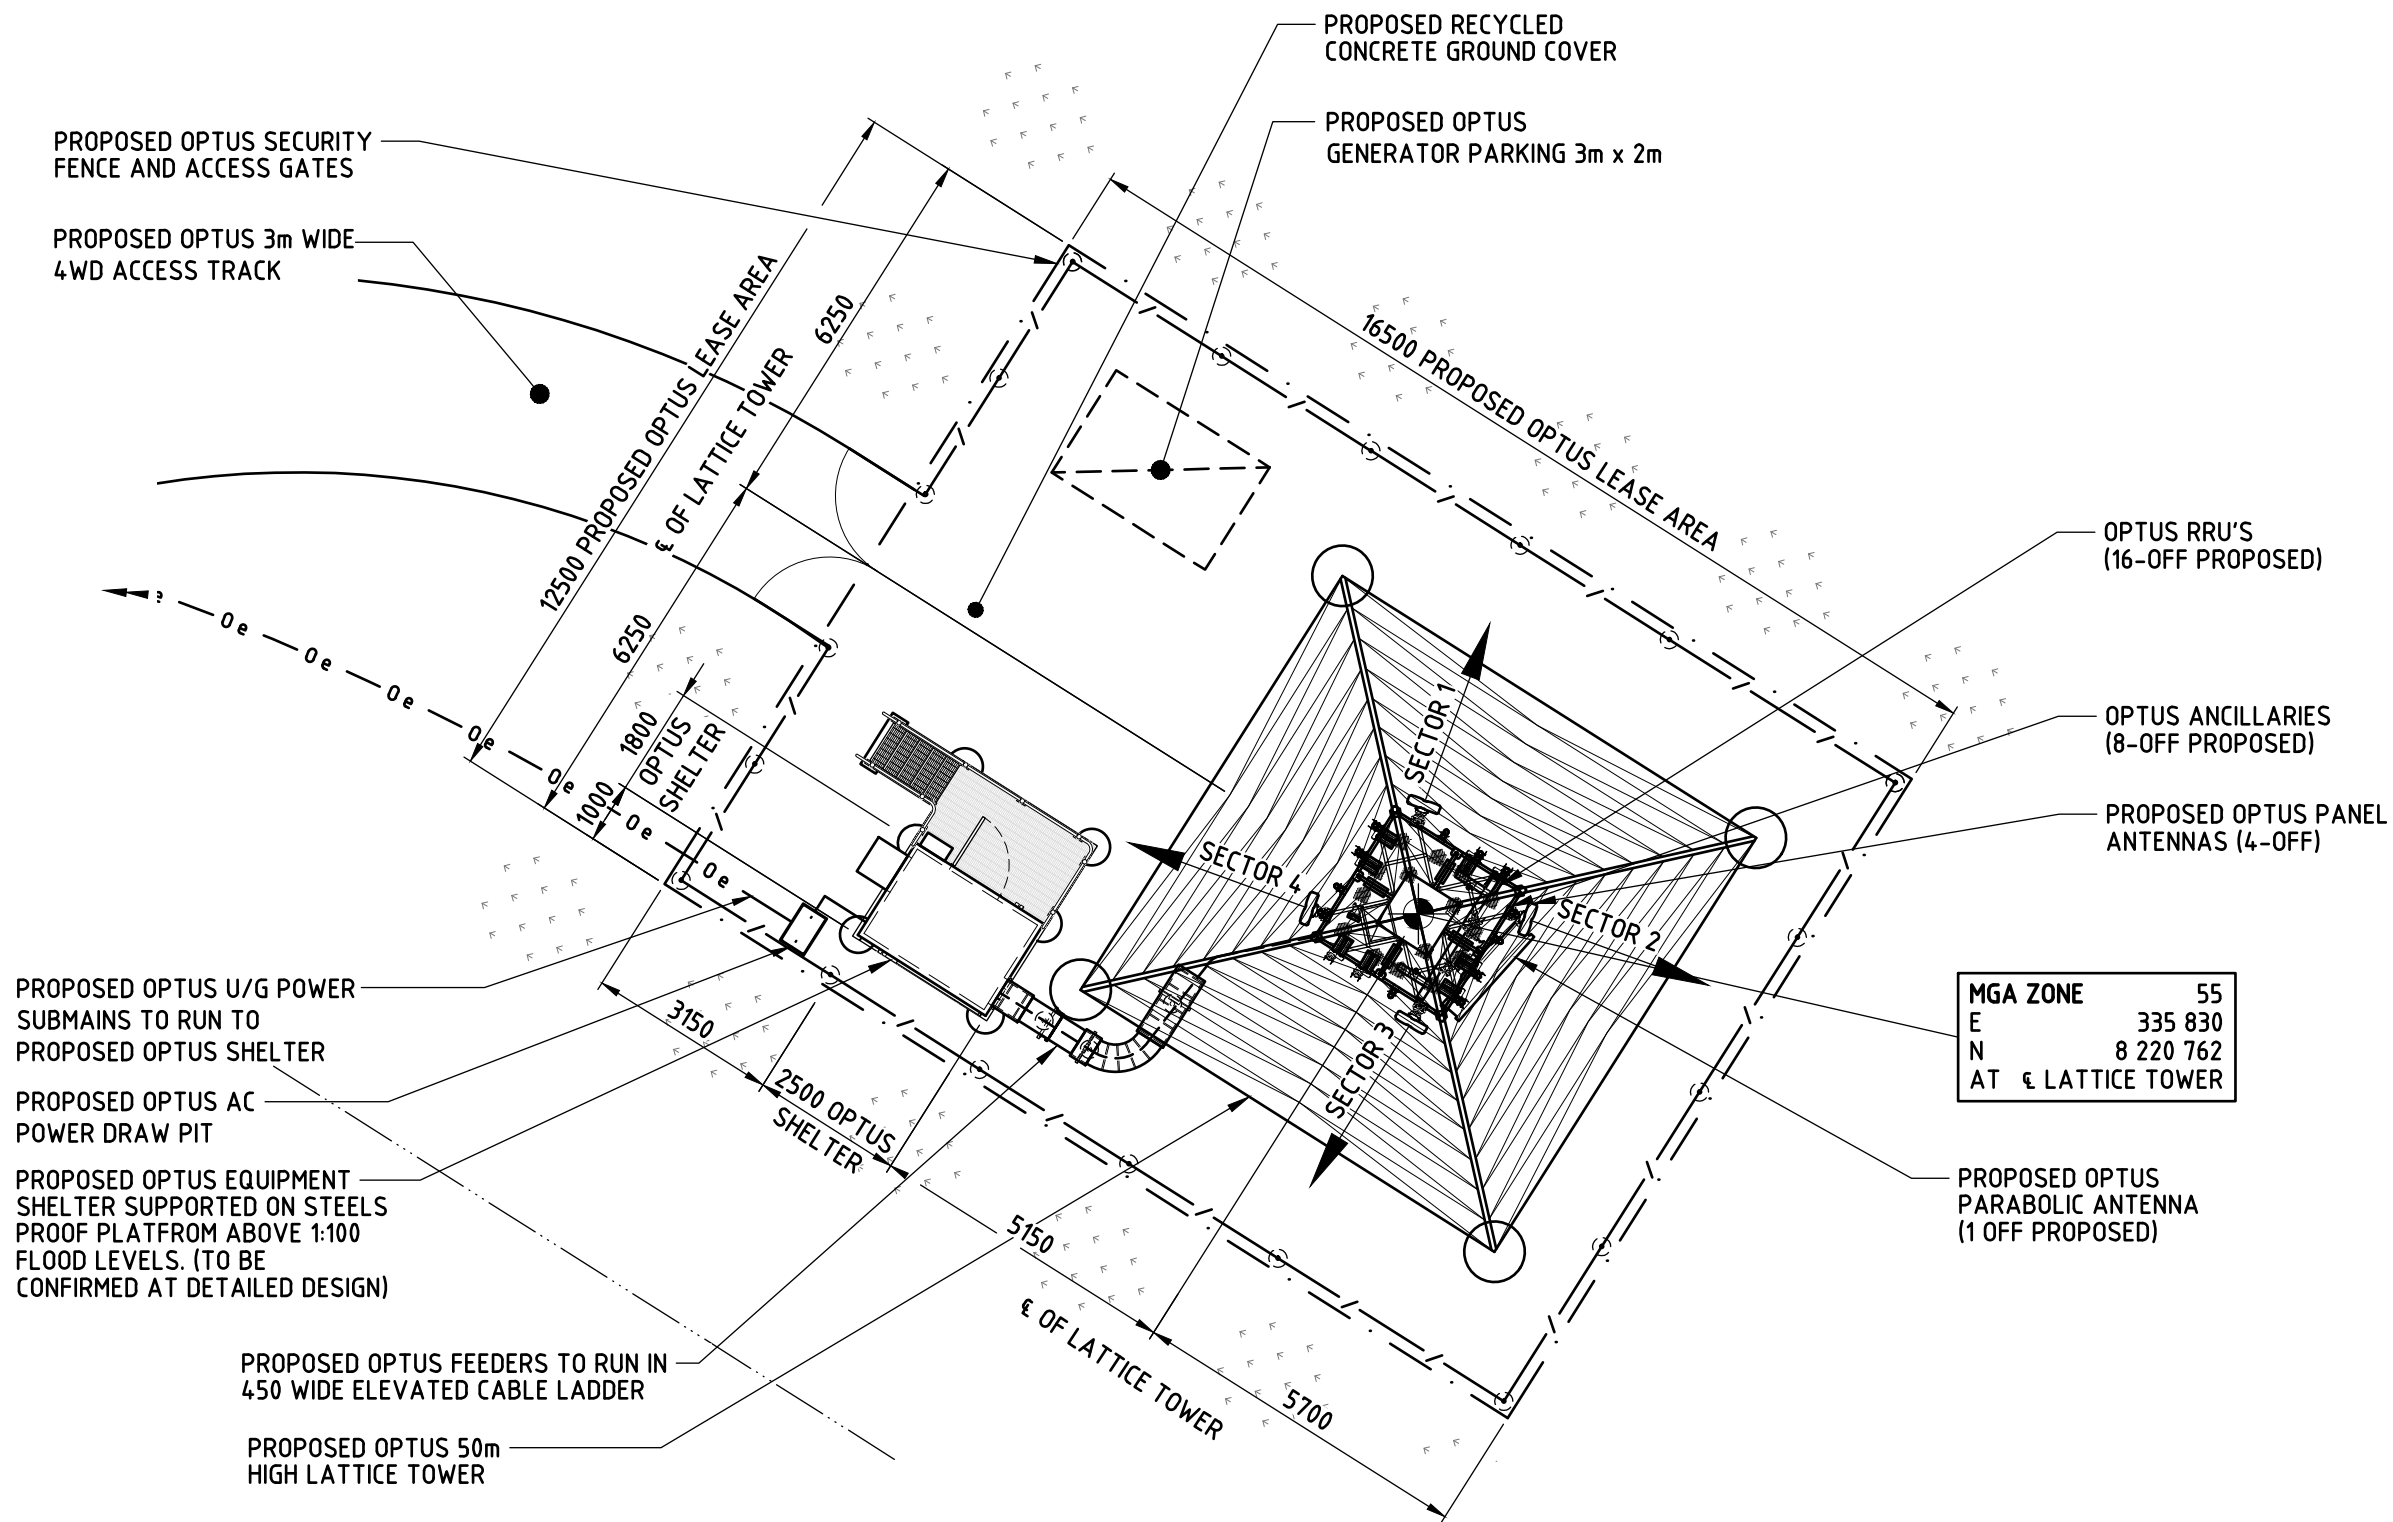 PROPOSED RECYCLED
CONCRETE GROUND COVER
PROPOSED OPTUS
GENERATOR PARKING 3m x 2m
PROPOSED OPTUS SECURITY
FENCE AND ACCESS GATES
PROPOSED OPTUS 3m WIDE
4WD ACCESS TRACK
12500 PROPOSED OPTUS LEASE AREA
℄ OF LATTICE TOWER
6250
6250
16500 PROPOSED OPTUS LEASE AREA
1800
OPTUS
SHELTER
1000
e
O e
O e
O e
O e
O e
O e
O e
SECTOR 1
SECTOR 4
SECTOR 2
SECTOR 3
OPTUS RRU'S
(16-OFF PROPOSED)
OPTUS ANCILLARIES
(8-OFF PROPOSED)
PROPOSED OPTUS PANEL
ANTENNAS (4-OFF)
MGA ZONE 55
E 335 830
N 8 220 762
AT ℄ LATTICE TOWER
PROPOSED OPTUS
PARABOLIC ANTENNA
(1 OFF PROPOSED)
PROPOSED OPTUS U/G POWER
SUBMAINS TO RUN TO
PROPOSED OPTUS SHELTER
PROPOSED OPTUS AC
POWER DRAW PIT
PROPOSED OPTUS EQUIPMENT
SHELTER SUPPORTED ON STEELS
PROOF PLATFROM ABOVE 1:100
FLOOD LEVELS. (TO BE
CONFIRMED AT DETAILED DESIGN)
3150
2500 OPTUS
SHELTER
5150
℄ OF LATTICE TOWER
5700
PROPOSED OPTUS FEEDERS TO RUN IN
450 WIDE ELEVATED CABLE LADDER
PROPOSED OPTUS 50m
HIGH LATTICE TOWER